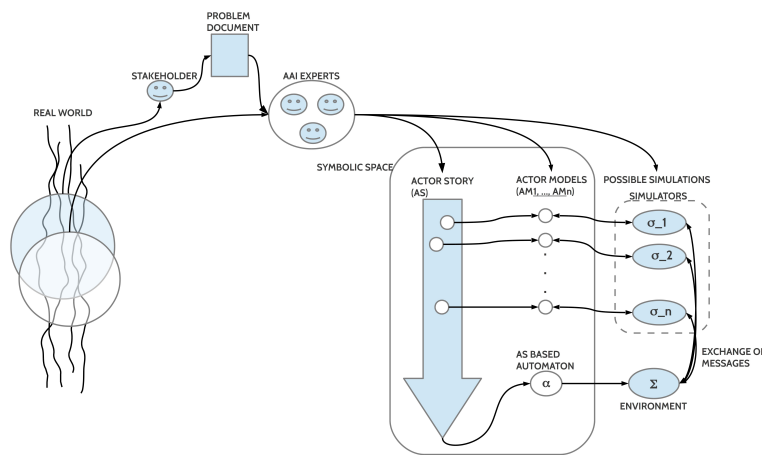 PROBLEM
DOCUMENT
STAKEHOLDER
AAI EXPERTS
REAL WORLD
SYMBOLIC SPACE
ACTOR STORY
(AS)
ACTOR MODELS
(AM1, ..., AMn)
POSSIBLE SIMULATIONS
SIMULATORS
σ_1
σ_2
σ_n
EXCHANGE OF
MESSAGES
AS BASED
AUTOMATON
α
Σ
ENVIRONMENT